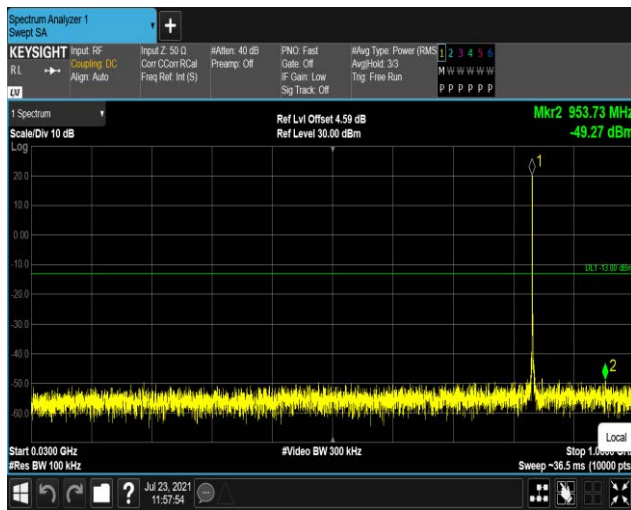 Spectrum Analyzer 1
Swept SA
KEYSIGHT
RL
LXI
Input: RF
Coupling: DC
Align: Auto
Input Z: 50 Ω
Corr CCorr RCal
Freq Ref: Int (S)
#Atten: 40 dB
Preamp: Off
PNO: Fast
Gate: Off
IF Gain: Low
Sig Track: Off
#Avg Type: Power (RMS
Avg|Hold: 3/3
Trig: Free Run
1 2 3 4 5 6
M W W W W W
P P P P P P
1 Spectrum
Scale/Div 10 dB
Log
Ref Lvl Offset 4.59 dB
Ref Level 30.00 dBm
Mkr2 953.73 MHz
-49.27 dBm
1
20.0
10.0
0.00
-10.0
DL1 -13.00 dBm
-20.0
-30.0
-40.0
2
-50.0
-60.0
Local
Start 0.0300 GHz
#Video BW 300 kHz
Stop 1.0000 GHz
#Res BW 100 kHz
Sweep ~36.5 ms (10000 pts
?
Jul 23, 2021
11:57:54